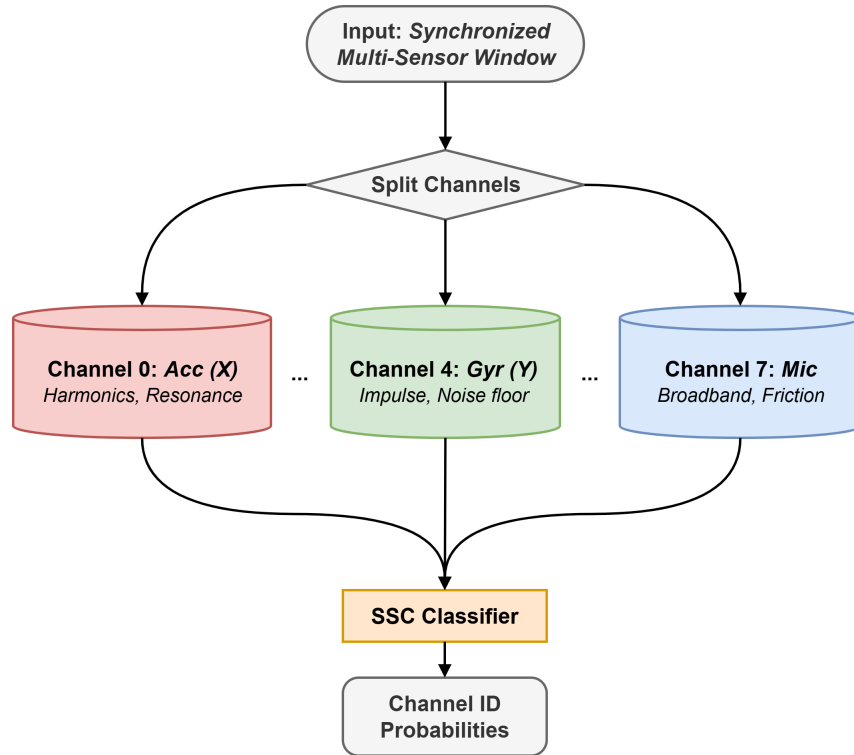 Input: Synchronized
Multi-Sensor Window
Split Channels
Channel 0: Acc (X)
Harmonics, Resonance
...
Channel 4: Gyr (Y)
Impulse, Noise floor
...
Channel 7: Mic
Broadband, Friction
SSC Classifier
Channel ID
Probabilities